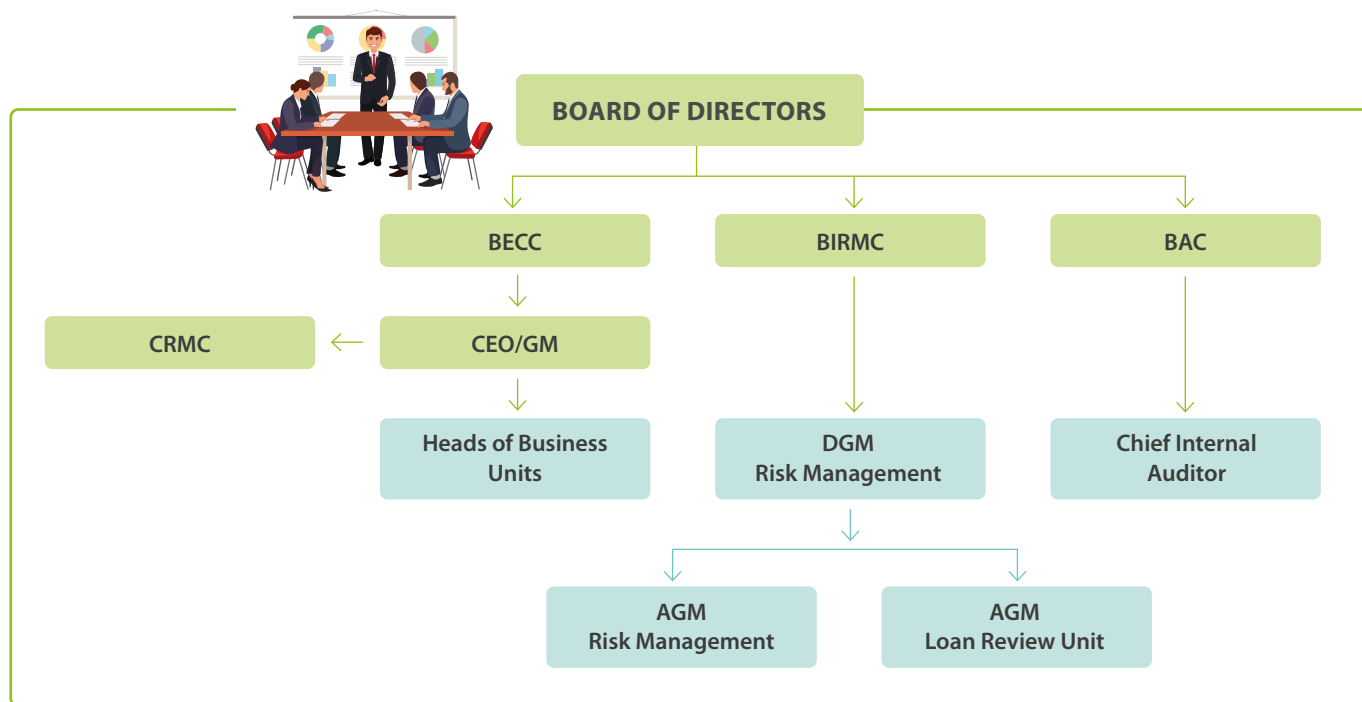 BOARD OF DIRECTORS
BECC
BIRMC
BAC
CRMC
CEO/GM
Heads of Business
Units
DGM
Risk Management
Chief Internal
Auditor
AGM
Risk Management
AGM
Loan Review Unit